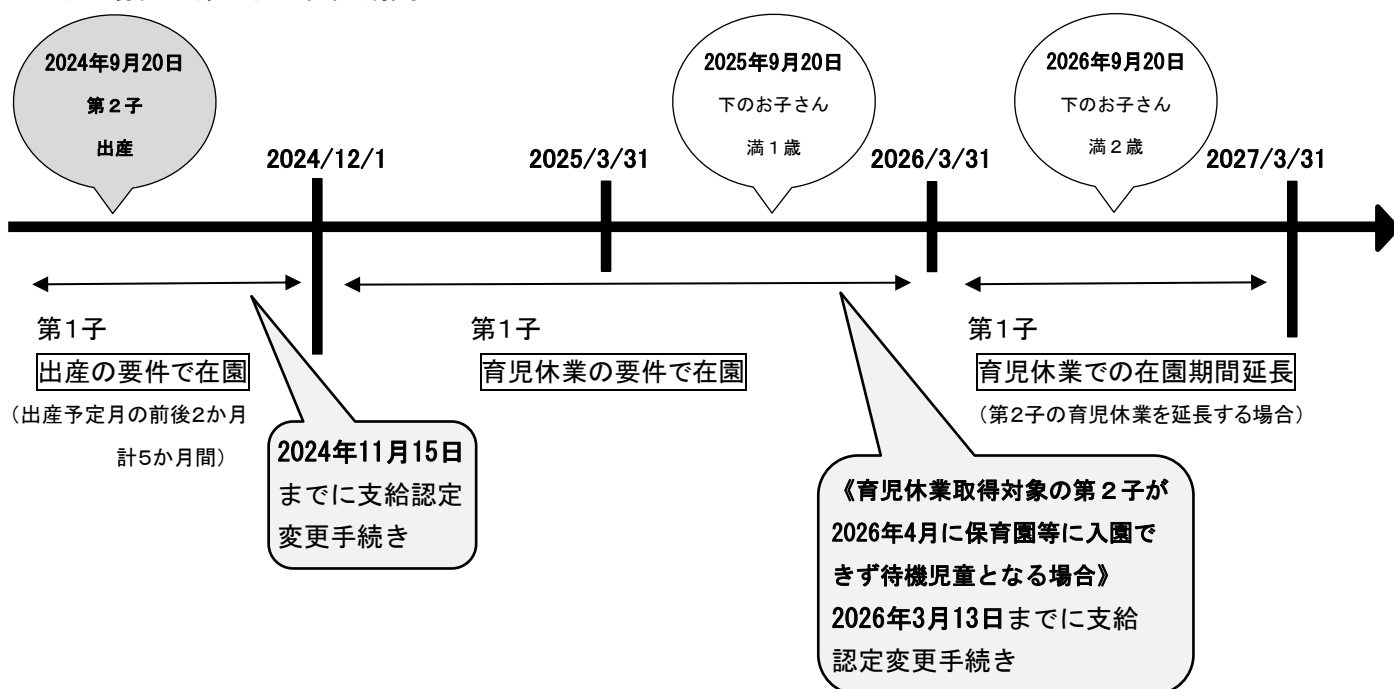 2024年9月20日
第2子
出産
2025年9月20日
下のお子さん
満1歳
2026年9月20日
下のお子さん
満2歳
2024/12/1
2025/3/31
2026/3/31
2027/3/31
第1子
出産の要件で在園
（出産予定月の前後2か月
計5か月間）
第1子
育児休業の要件で在園
第1子
育児休業での在園期間延長
（第2子の育児休業を延長する場合）
2024年11月15日
までに支給認定
変更手続き
《育児休業取得対象の第2子が
2026年4月に保育園等に入園で
きず待機児童となる場合》
2026年3月13日までに支給
認定変更手続き